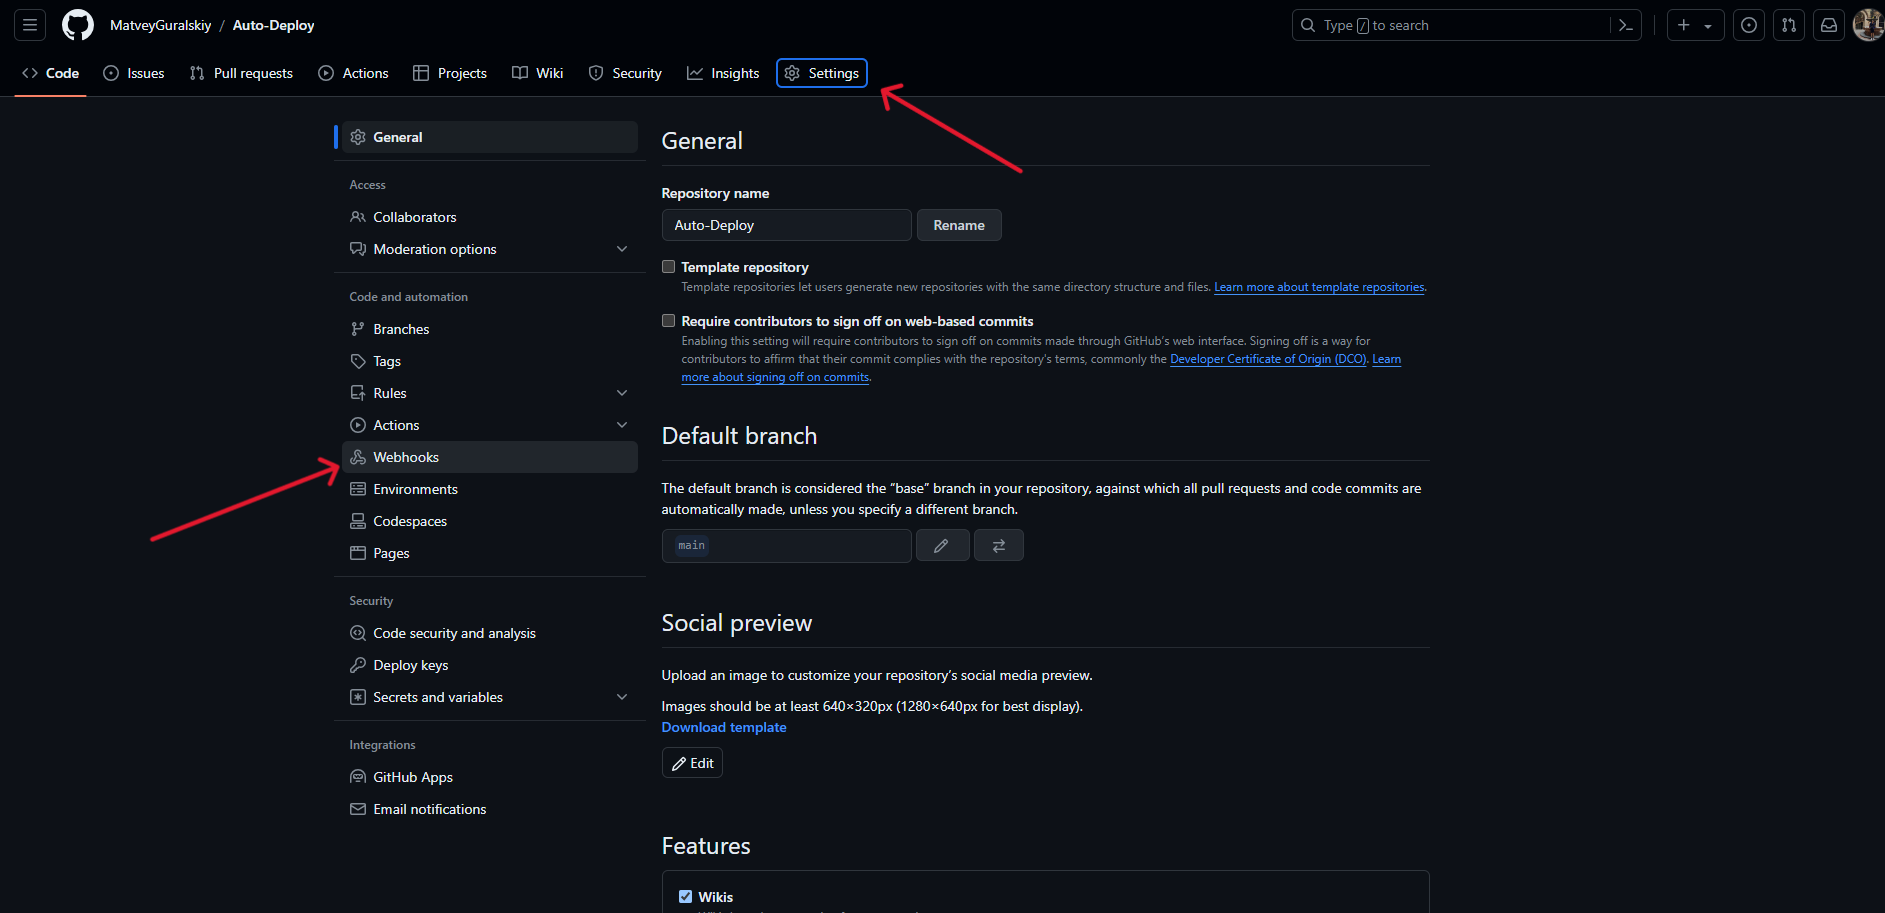 MatveyGuralskiy / Auto-Deploy
Type / to search
Code Issues Pull requests Actions Projects Wiki Security Insights Settings
General
Access
Collaborators
Moderation options
Code and automation
Branches
Tags
Rules
Actions
Webhooks
Environments
Codespaces
Pages
Security
Code security and analysis
Deploy keys
Secrets and variables
Integrations
GitHub Apps
Email notifications
General
Repository name
Auto-Deploy Rename
Template repository
Template repositories let users generate new repositories with the same directory structure and files. Learn more about template repositories.
Require contributors to sign off on web-based commits
Enabling this setting will require contributors to sign off on commits made through GitHub's web interface. Signing off is a way for
contributors to affirm that their commit complies with the repository's terms, commonly the Developer Certificate of Origin (DCO). Learn
more about signing off on commits.
Default branch
The default branch is considered the “base” branch in your repository, against which all pull requests and code commits are
automatically made, unless you specify a different branch.
main
Social preview
Upload an image to customize your repository's social media preview.
Images should be at least 640×320px (1280×640px for best display).
Download template
Edit
Features
Wikis